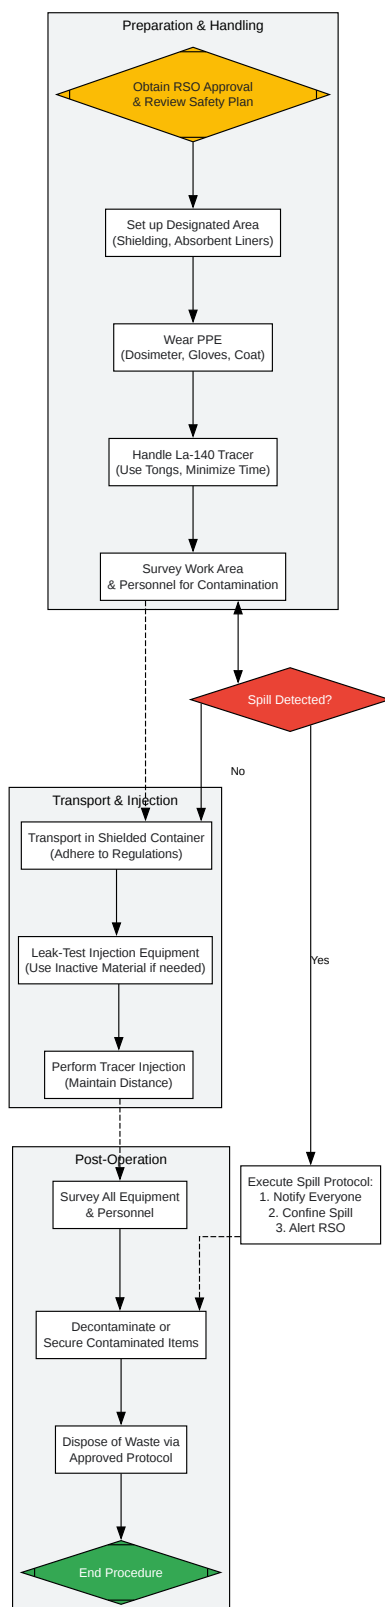 Preparation & Handling
Obtain RSO Approval
& Review Safety Plan
Set up Designated Area
(Shielding, Absorbent Liners)
Wear PPE
(Dosimeter, Gloves, Coat)
Handle La-140 Tracer
(Use Tongs, Minimize Time)
Survey Work Area
& Personnel for Contamination
Spill Detected?
No
Transport & Injection
Transport in Shielded Container
(Adhere to Regulations)
Leak-Test Injection Equipment
(Use Inactive Material if needed)
Yes
Perform Tracer Injection
(Maintain Distance)
Post-Operation
Execute Spill Protocol:
1. Notify Everyone
2. Confine Spill
3. Alert RSO
Survey All Equipment
& Personnel
Decontaminate or
Secure Contaminated Items
Dispose of Waste via
Approved Protocol
End Procedure